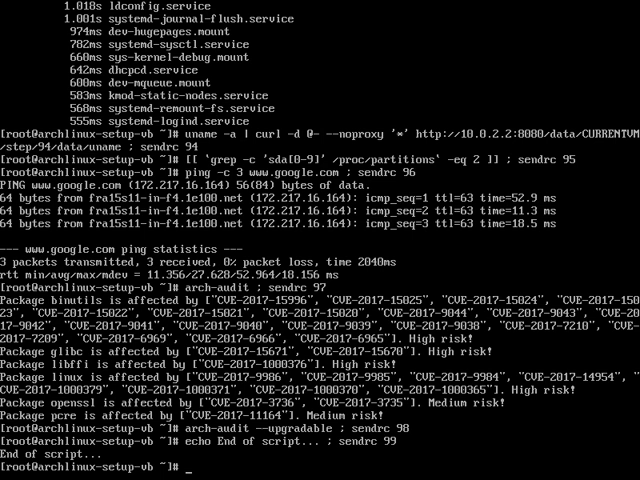 1.018s ldconfig.service
1.001s systemd-journal-flush.service
974ms dev-hugepages.mount
782ms systemd-sysctl.service
660ms sys-kernel-debug.mount
642ms dhcpcd.service
600ms dev-mqueue.mount
583ms kmod-static-nodes.service
568ms systemd-remount-fs.service
555ms systemd-logind.service
[root@archlinux-setup-vb ~]# uname -a | curl -d @- --noproxy '*' http://10.0.2.2:8080/data/CURRENTVM
/step/94/data/uname ; sendrc 94
[root@archlinux-setup-vb ~]# [[ `grep -c 'sda[0-9]' /proc/partitions` -eq 2 ]] ; sendrc 95
[root@archlinux-setup-vb ~]# ping -c 3 www.google.com ; sendrc 96
PING www.google.com (172.217.16.164) 56(84) bytes of data.
64 bytes from fra15s11-in-f4.1e100.net (172.217.16.164): icmp_seq=1 ttl=63 time=52.9 ms
64 bytes from fra15s11-in-f4.1e100.net (172.217.16.164): icmp_seq=2 ttl=63 time=11.3 ms
64 bytes from fra15s11-in-f4.1e100.net (172.217.16.164): icmp_seq=3 ttl=63 time=18.5 ms
--- www.google.com ping statistics ---
3 packets transmitted, 3 received, 0% packet loss, time 2040ms
rtt min/avg/max/mdev = 11.356/27.628/52.964/18.156 ms
[root@archlinux-setup-vb ~]# arch-audit ; sendrc 97
Package binutils is affected by ["CVE-2017-15996", "CVE-2017-15025", "CVE-2017-15024", "CVE-2017-150
23", "CVE-2017-15022", "CVE-2017-15021", "CVE-2017-15020", "CVE-2017-9044", "CVE-2017-9043", "CVE-20
17-9042", "CVE-2017-9041", "CVE-2017-9040", "CVE-2017-9039", "CVE-2017-9038", "CVE-2017-7210", "CVE-
2017-7209", "CVE-2017-6969", "CVE-2017-6966", "CVE-2017-6965"]. High risk!
Package glibc is affected by ["CVE-2017-15671", "CVE-2017-15670"]. High risk!
Package libffi is affected by ["CVE-2017-1000376"]. High risk!
Package linux is affected by ["CVE-2017-9986", "CVE-2017-9985", "CVE-2017-9984", "CVE-2017-14954", "
CVE-2017-1000379", "CVE-2017-1000371", "CVE-2017-1000370", "CVE-2017-1000365"]. High risk!
Package openssl is affected by ["CVE-2017-3736", "CVE-2017-3735"]. Medium risk!
Package pcre is affected by ["CVE-2017-11164"]. Medium risk!
[root@archlinux-setup-vb ~]# arch-audit --upgradable ; sendrc 98
[root@archlinux-setup-vb ~]# echo End of script... ; sendrc 99
End of script...
[root@archlinux-setup-vb ~]# _